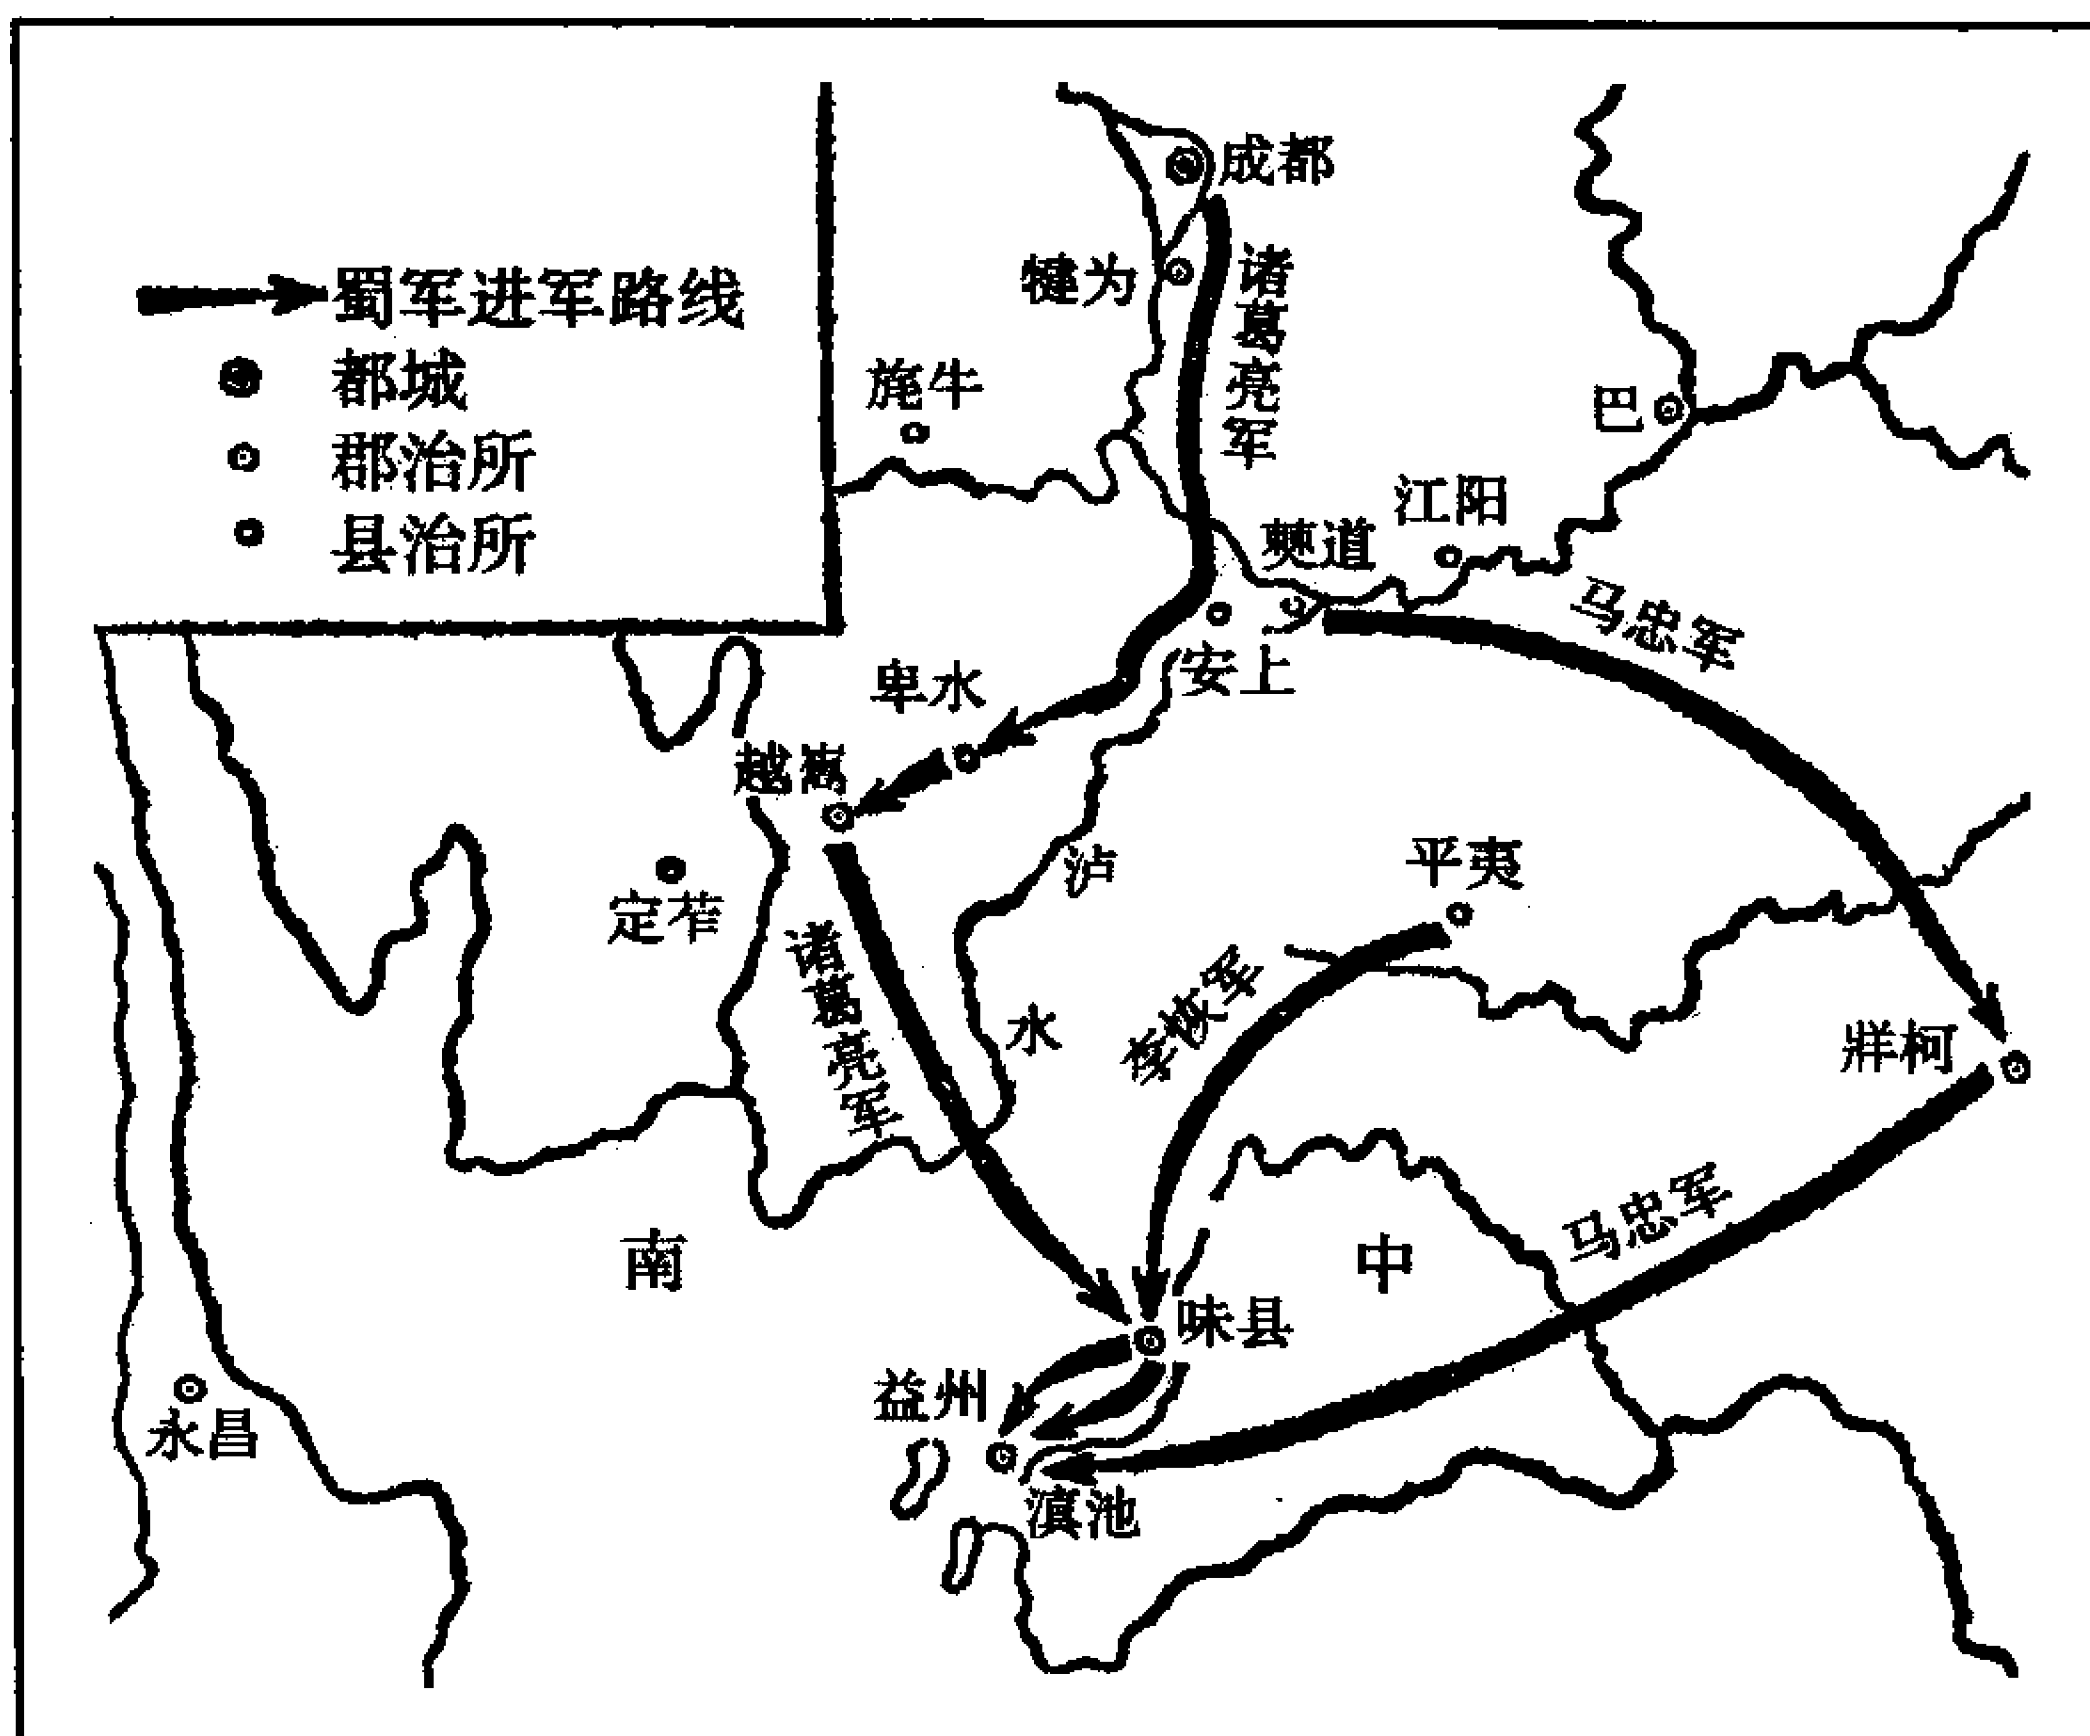 蜀军进军路线
都城
郡治所
县治所
成都
犍为
诸葛亮军
旄牛
巴
江阳
僰道
马忠军
安上
卑水
越嶲
定莋
泸水
诸葛亮军
平夷
李恢军
牂柯
马忠军
南中
味县
益州
滇池
永昌